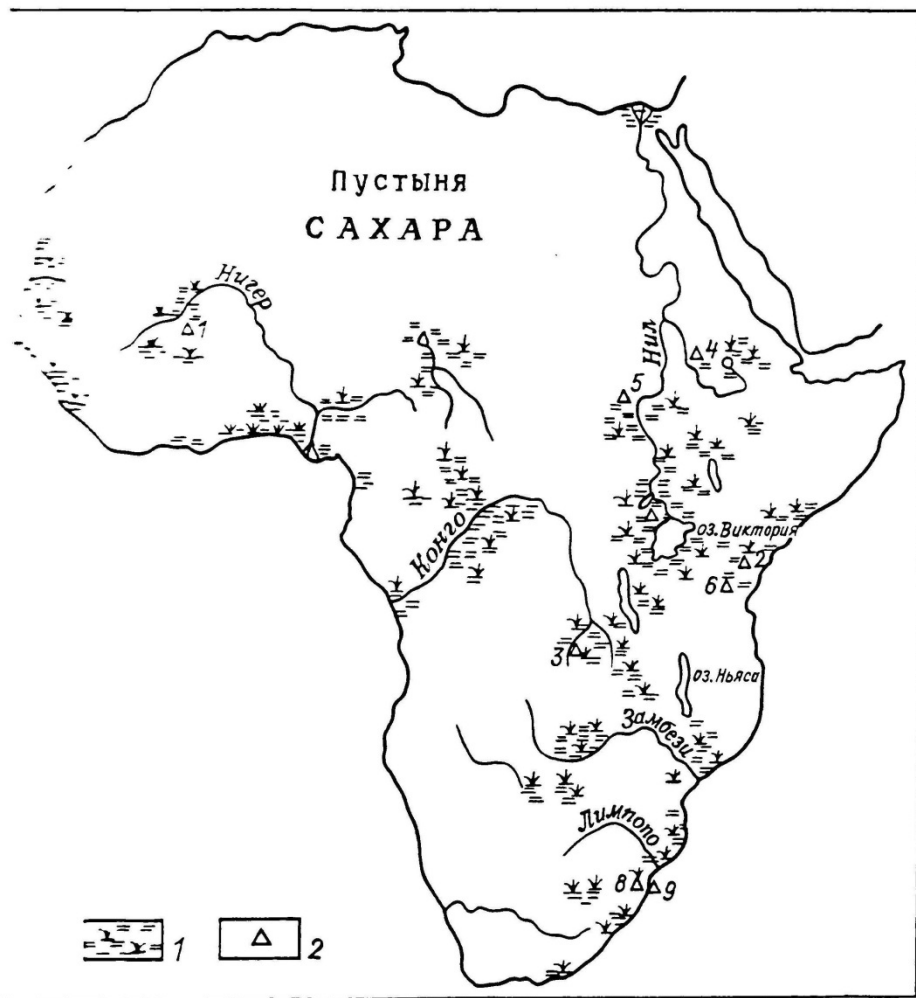 Пустыня
САХАРА
Нигер
1
Нил
4
5
оз. Виктория
Конго
2
6
3
оз. Ньяса
Замбези
Лимпопо
8
9
1
2